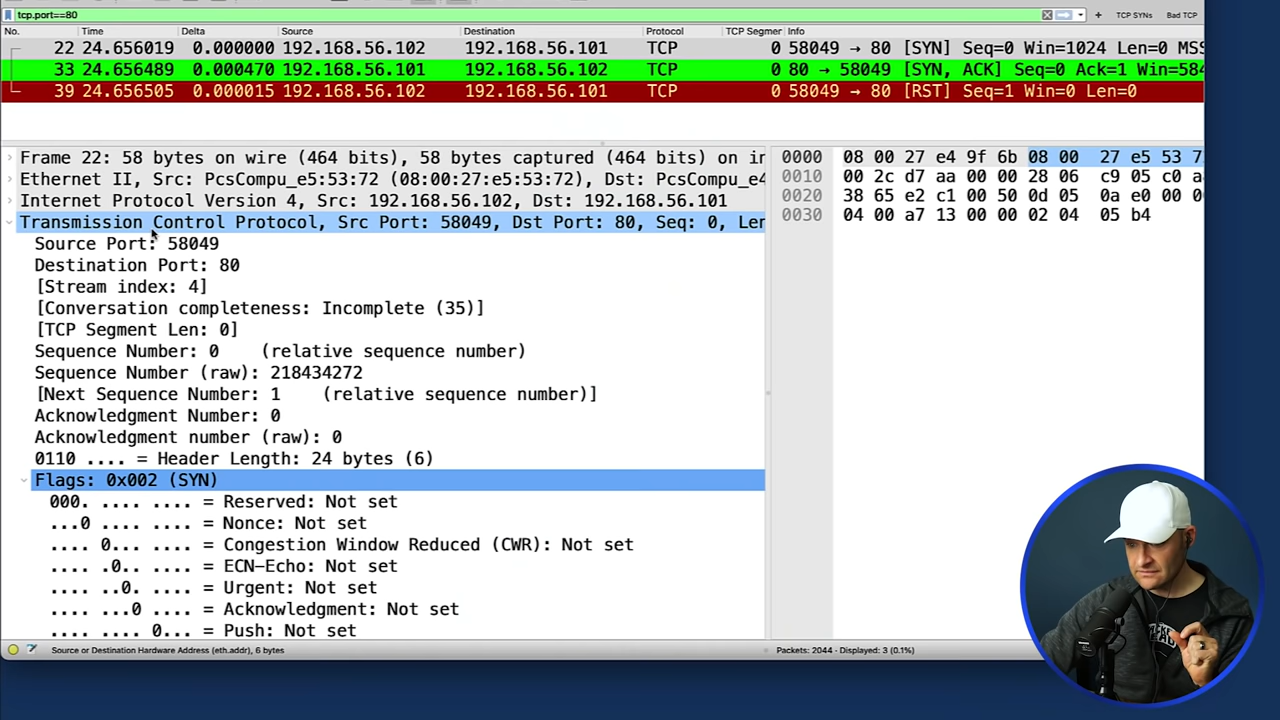 tcp.port==80
+ TCP SYNs Bad TCP
No. Time Delta Source Destination Protocol TCP Segmer Info
22 24.656019 0.000000 192.168.56.102 192.168.56.101 TCP 0 58049 → 80 [SYN] Seq=0 Win=1024 Len=0 MSS
33 24.656489 0.000470 192.168.56.101 192.168.56.102 TCP 0 80 → 58049 [SYN, ACK] Seq=0 Ack=1 Win=584
39 24.656505 0.000015 192.168.56.102 192.168.56.101 TCP 0 58049 → 80 [RST] Seq=1 Win=0 Len=0
Frame 22: 58 bytes on wire (464 bits), 58 bytes captured (464 bits) on in
Ethernet II, Src: PcsCompu_e5:53:72 (08:00:27:e5:53:72), Dst: PcsCompu_e4
Internet Protocol Version 4, Src: 192.168.56.102, Dst: 192.168.56.101
Transmission Control Protocol, Src Port: 58049, Dst Port: 80, Seq: 0, Len
Source Port: 58049
Destination Port: 80
[Stream index: 4]
[Conversation completeness: Incomplete (35)]
[TCP Segment Len: 0]
Sequence Number: 0 (relative sequence number)
Sequence Number (raw): 218434272
[Next Sequence Number: 1 (relative sequence number)]
Acknowledgment Number: 0
Acknowledgment number (raw): 0
0110 .... = Header Length: 24 bytes (6)
Flags: 0x002 (SYN)
000. .... .... = Reserved: Not set
...0 .... .... = Nonce: Not set
.... 0... .... = Congestion Window Reduced (CWR): Not set
.... .0.. .... = ECN-Echo: Not set
.... ..0. .... = Urgent: Not set
.... ...0 .... = Acknowledgment: Not set
.... .... 0... = Push: Not set
0000 08 00 27 e4 9f 6b 08 00 27 e5 53 7
0010 00 2c d7 aa 00 00 28 06 c9 05 c0 a
0020 38 65 e2 c1 00 50 0d 05 0a e0 00 0
0030 04 00 a7 13 00 00 02 04 05 b4
Source or Destination Hardware Address (eth.addr), 6 bytes
Packets: 2044 · Displayed: 3 (0.1%)